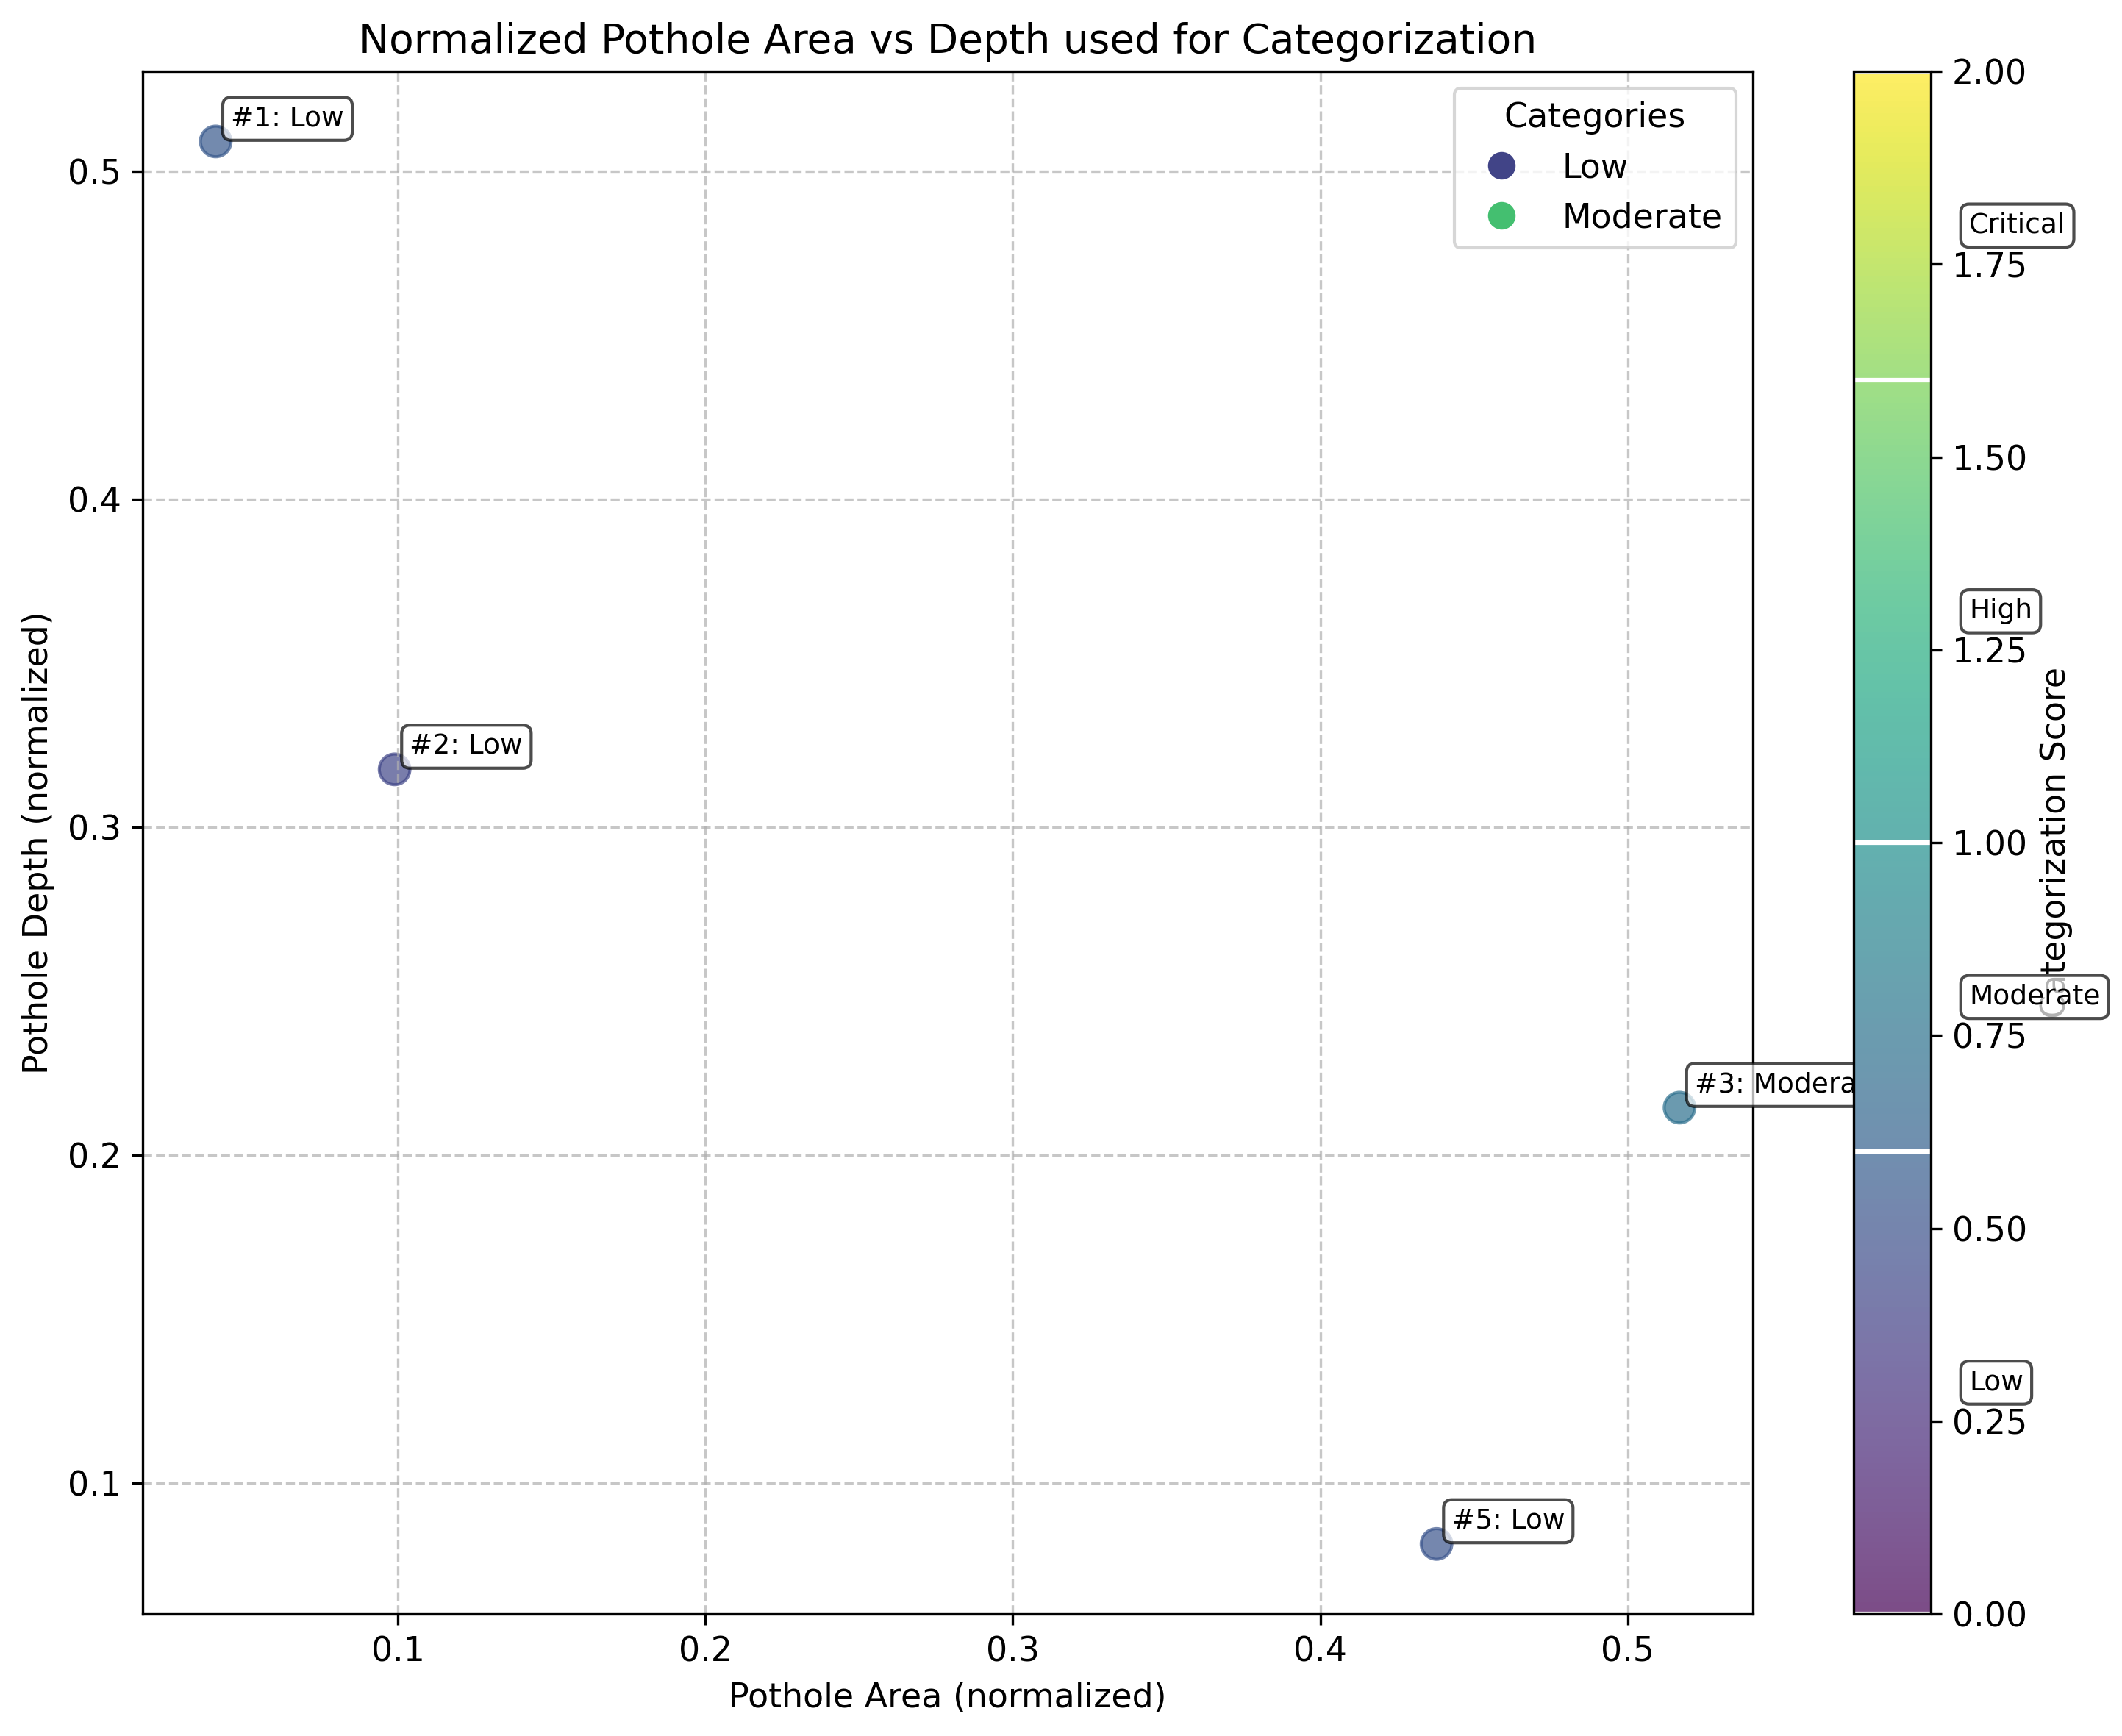 Normalized Pothole Area vs Depth used for Categorization
#1: Low
#2: Low
#3: Modera
#5: Low
Categories
Low
Moderate
0.5
0.4
0.3
0.2
0.1
Pothole Depth (normalized)
0.1
0.2
0.3
0.4
0.5
Pothole Area (normalized)
2.00
1.75
1.50
1.25
1.00
0.75
0.50
0.25
0.00
Critical
High
Moderate
Low
Categorization Score